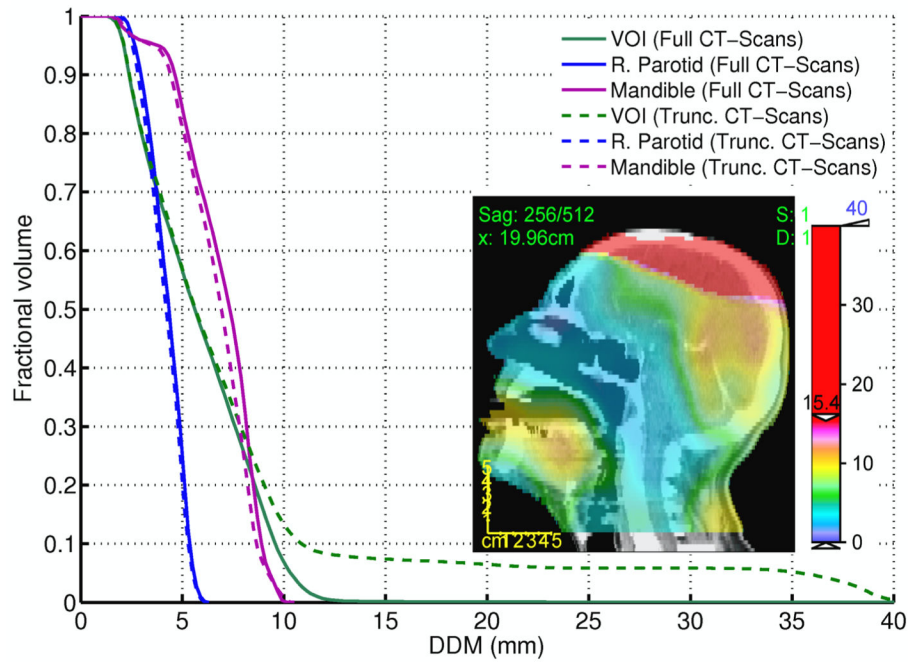 1
0.9
0.8
0.7
0.6
0.5
0.4
0.3
0.2
0.1
0
Fractional volume
VOI (Full CT-Scans)
R. Parotid (Full CT-Scans)
Mandible (Full CT-Scans)
VOI (Trunc. CT-Scans)
R. Parotid (Trunc. CT-Scans)
Mandible (Trunc. CT-Scans)
Sag: 256/512
x: 19.96cm
S: 1
D: 1
40
30
20
15.4
10
0
5
4
3
2
1
cm12345
0 5 10 15 20 25 30 35 40
DDM (mm)